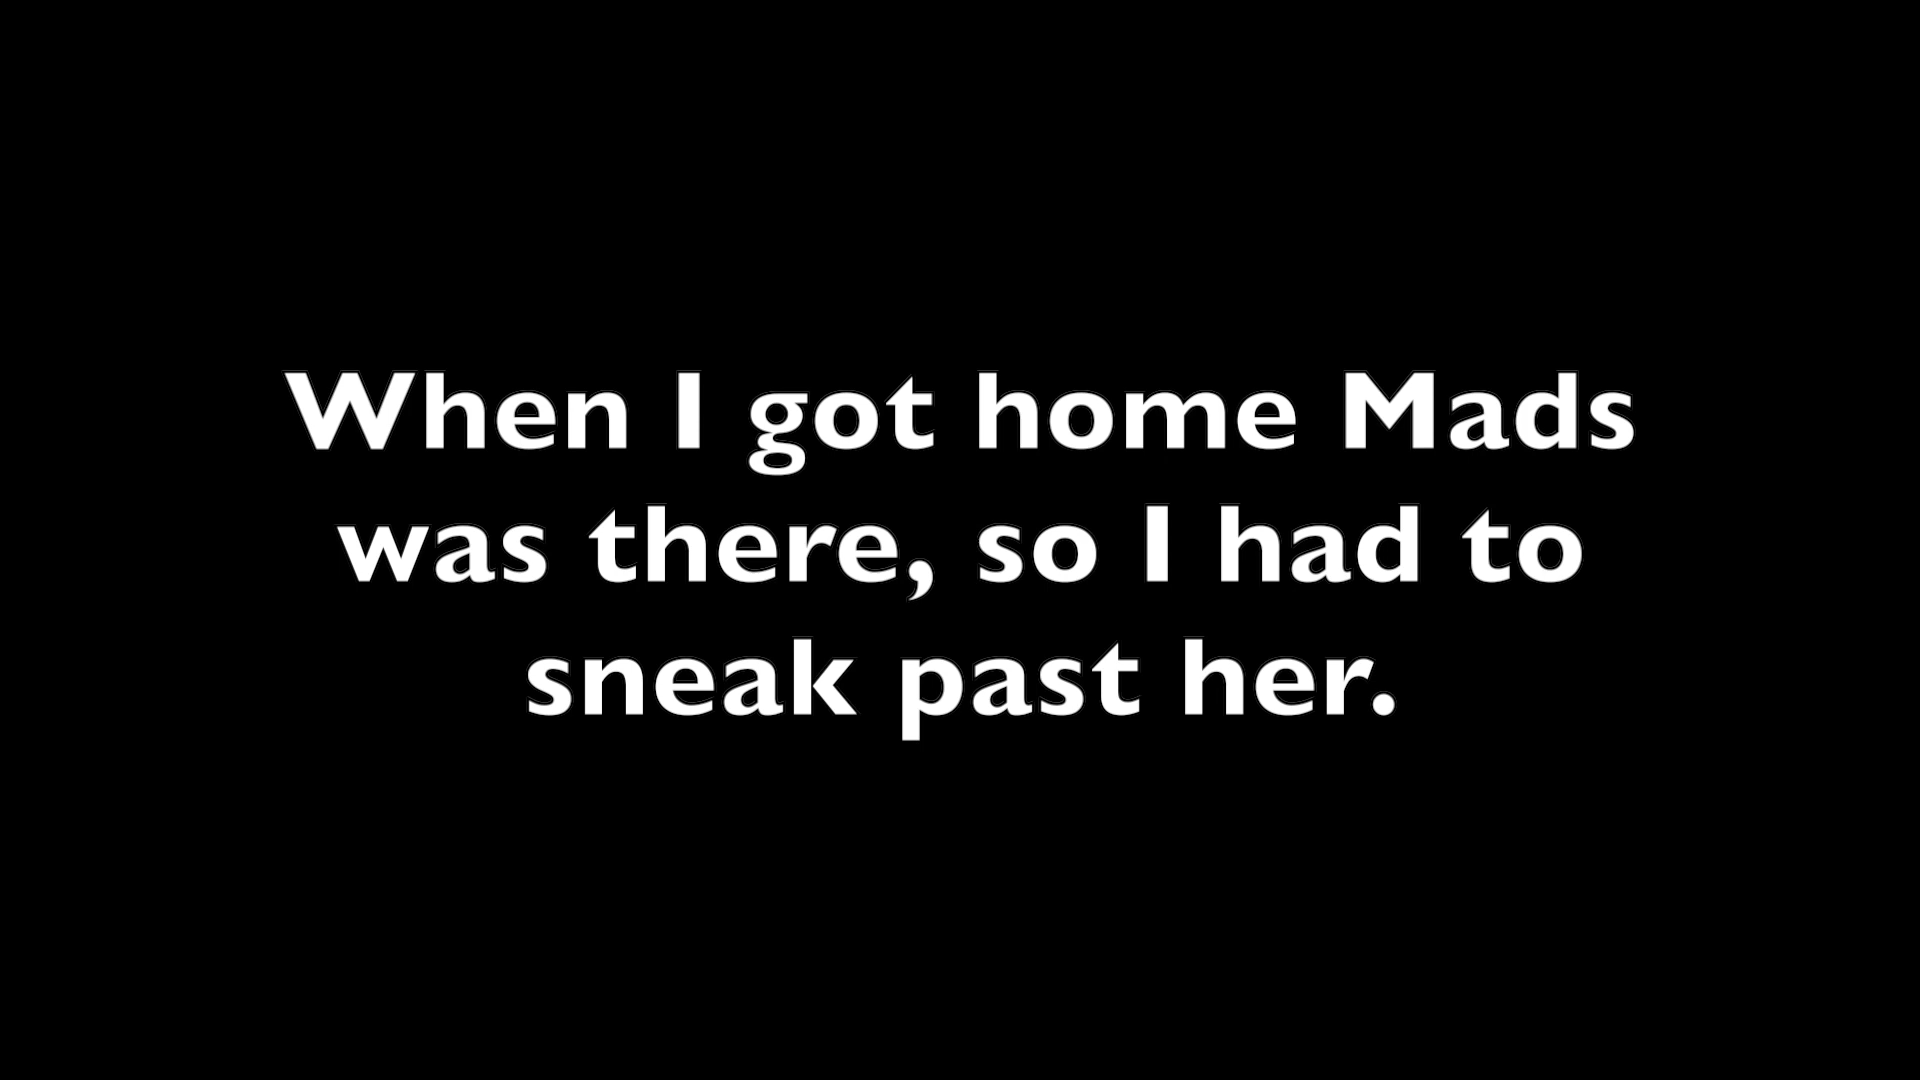 When I got home Mads
was there, so I had to
sneak past her.